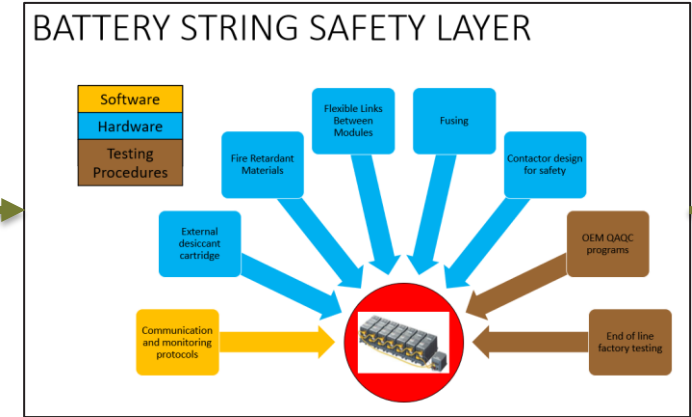 BATTERY STRING SAFETY LAYER
Software
Hardware
Testing
Procedures
Flexible Links
Between
Modules
Fusing
Fire Retardant
Materials
Contactor design
for safety
External
desiccant
cartridge
OEM QAQC
programs
Communication
and monitoring
protocols
End of line
factory testing